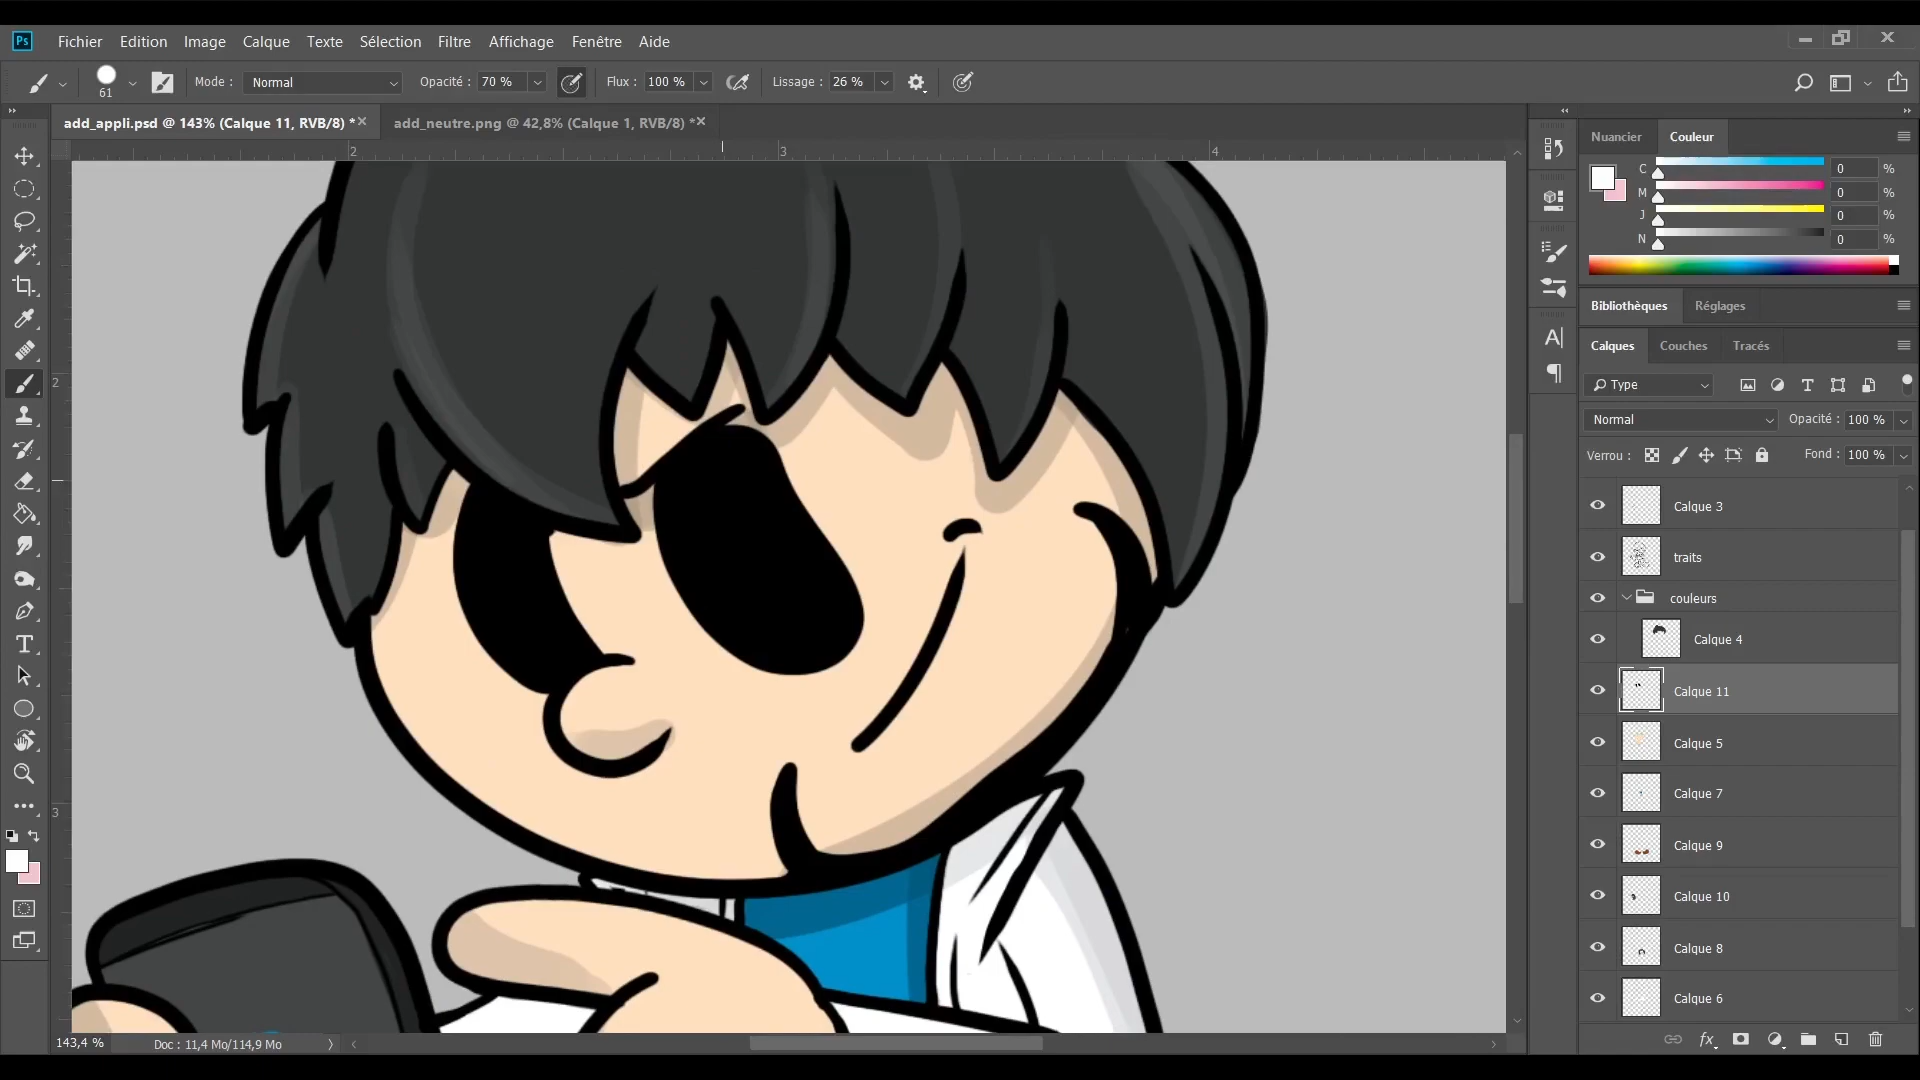 Ps Fichier Edition Image Calque Texte Sélection Filtre Affichage Fenêtre Aide
61 Mode : Normal Opacité : 70 % Flux : 100 % Lissage : 26 %
add_appli.psd @ 143% (Calque 11, RVB/8) * add_neutre.png @ 42,8% (Calque 1, RVB/8) *
2 3 4
2
3
Nuancier Couleur
C 0 %
M 0 %
J 0 %
N 0 %
Bibliothèques Réglages
Calques Couches Tracés
Type
Normal Opacité : 100 %
Verrou : Fond : 100 %
Calque 3
traits
couleurs
Calque 4
Calque 11
Calque 5
Calque 7
Calque 9
Calque 10
Calque 8
Calque 6
143,4 % Doc : 11,4 Mo/114,9 Mo
fx